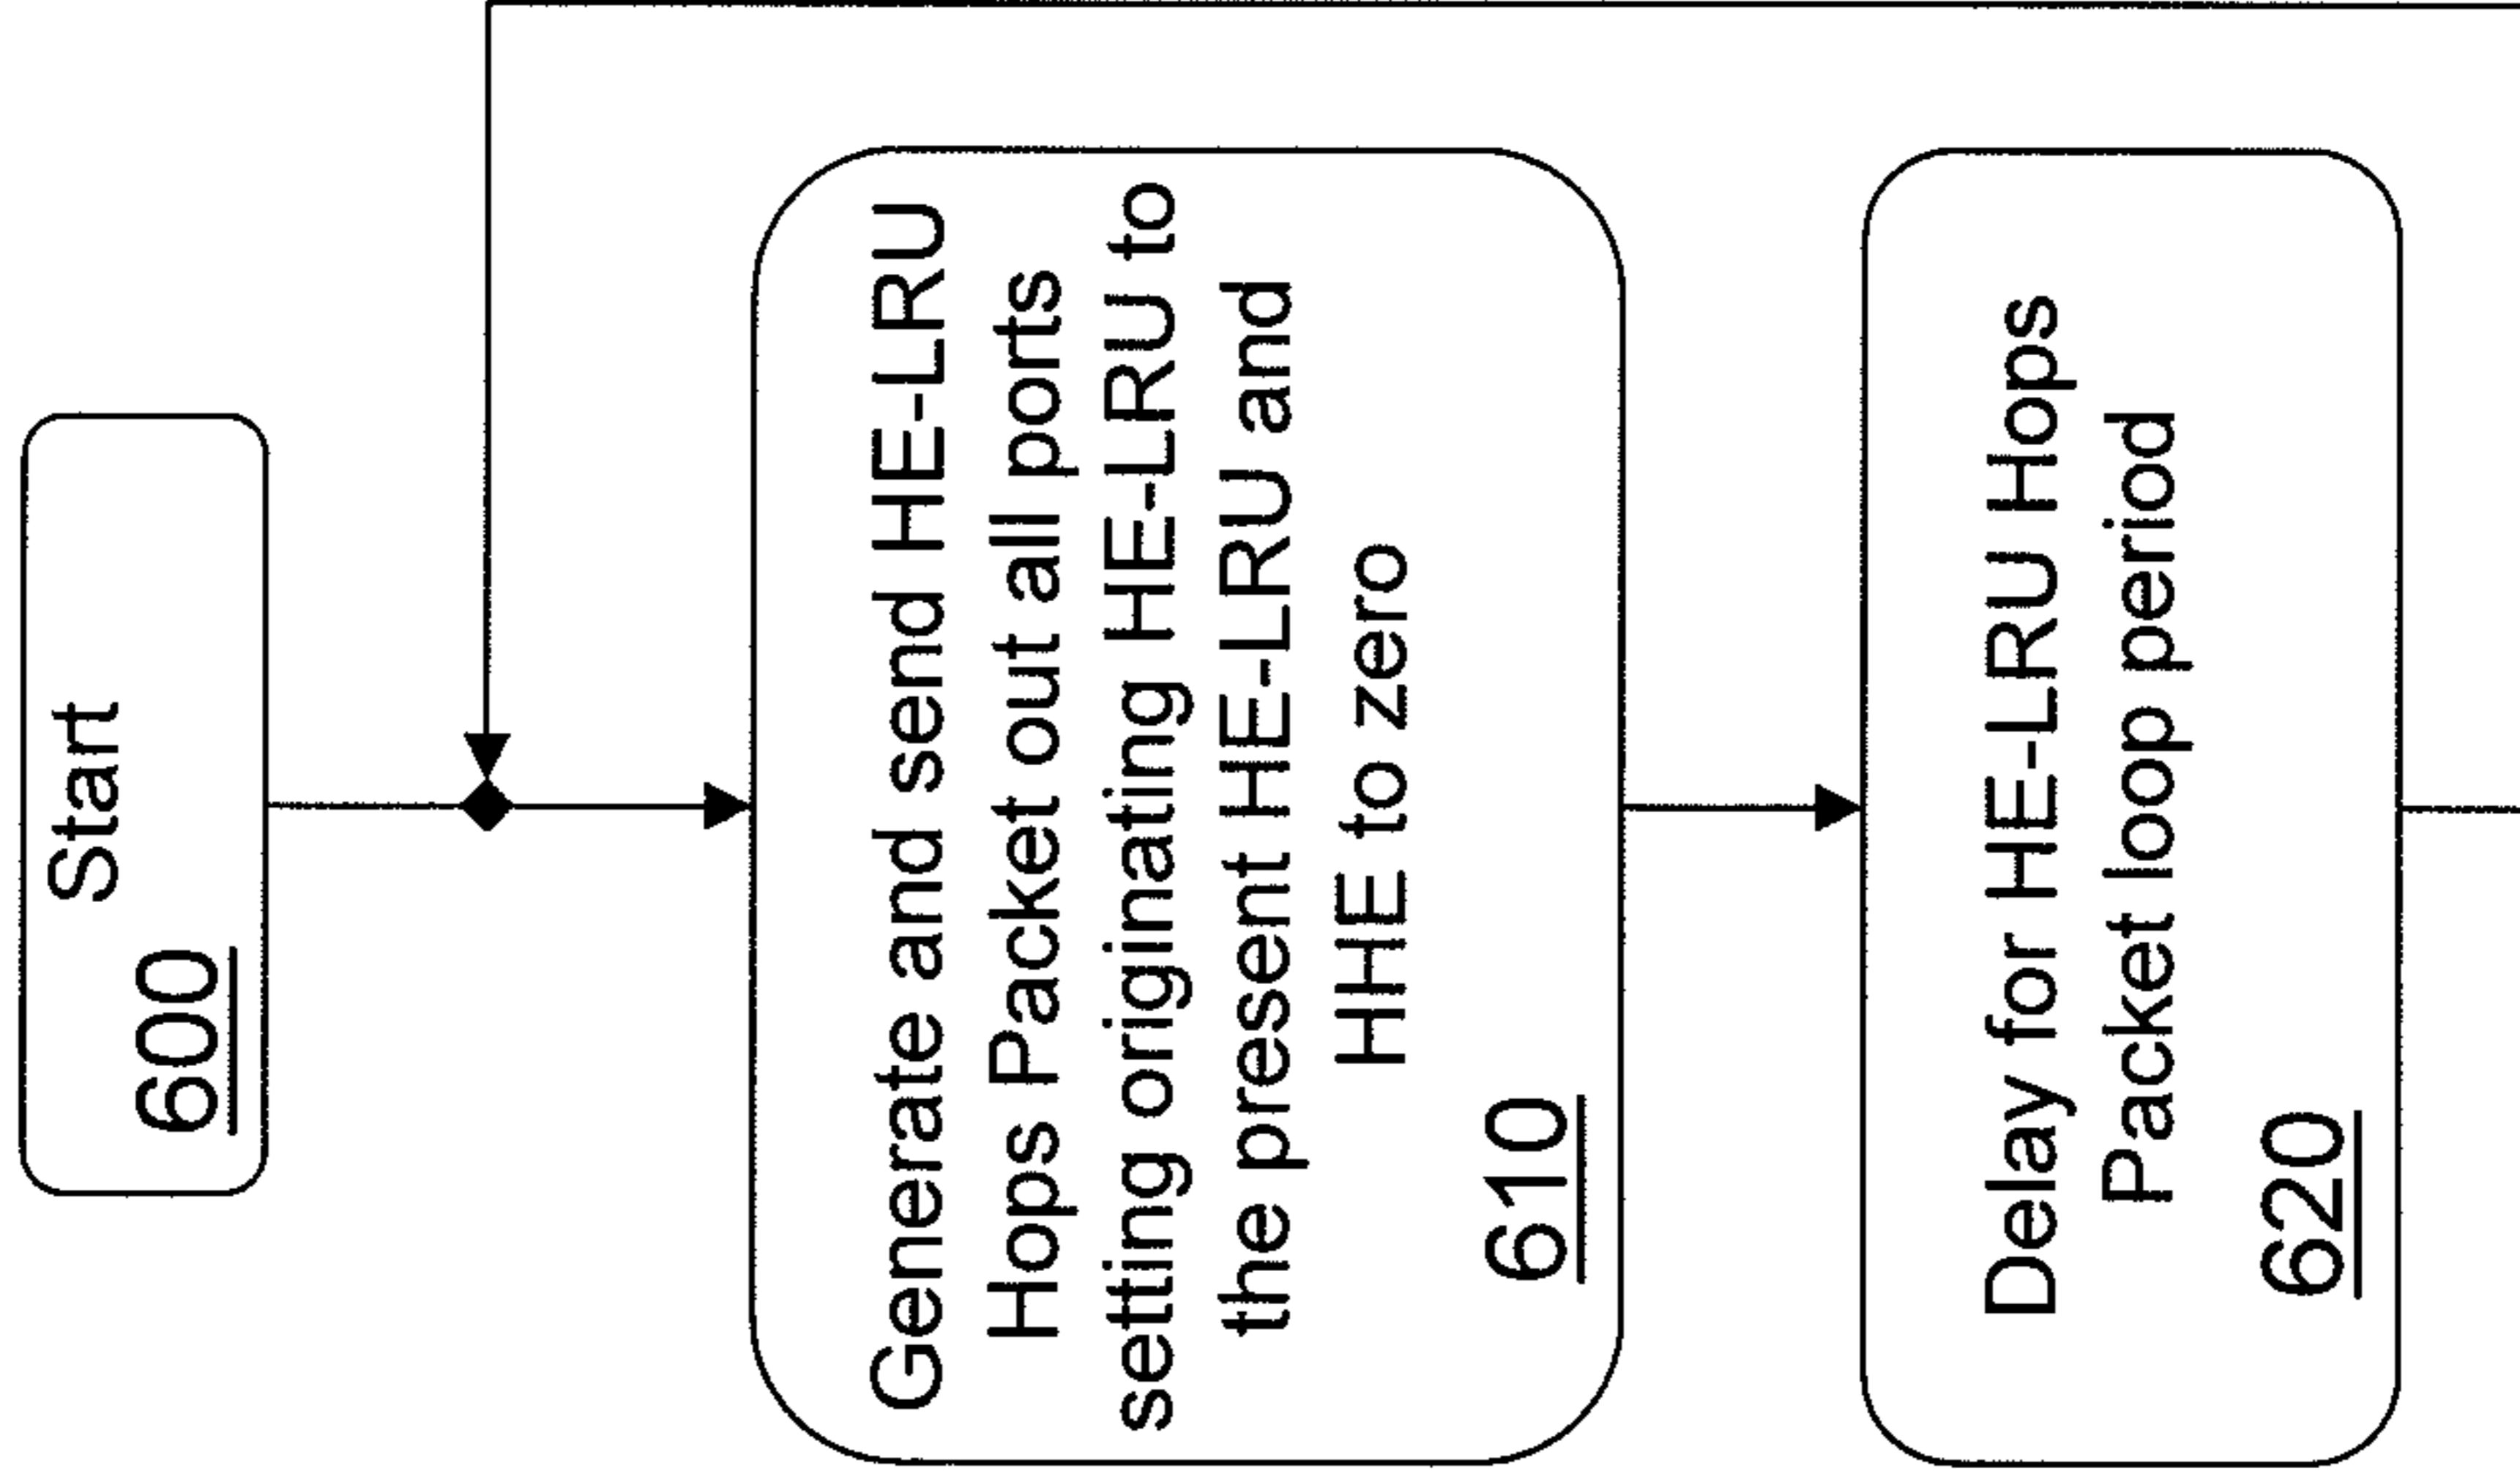 Start
600
Generate and send HE-LRU
Hops Packet out all ports
setting originating HE-LRU to
the present HE-LRU and
HHE to zero
610
Delay for HE-LRU Hops
Packet loop period
620